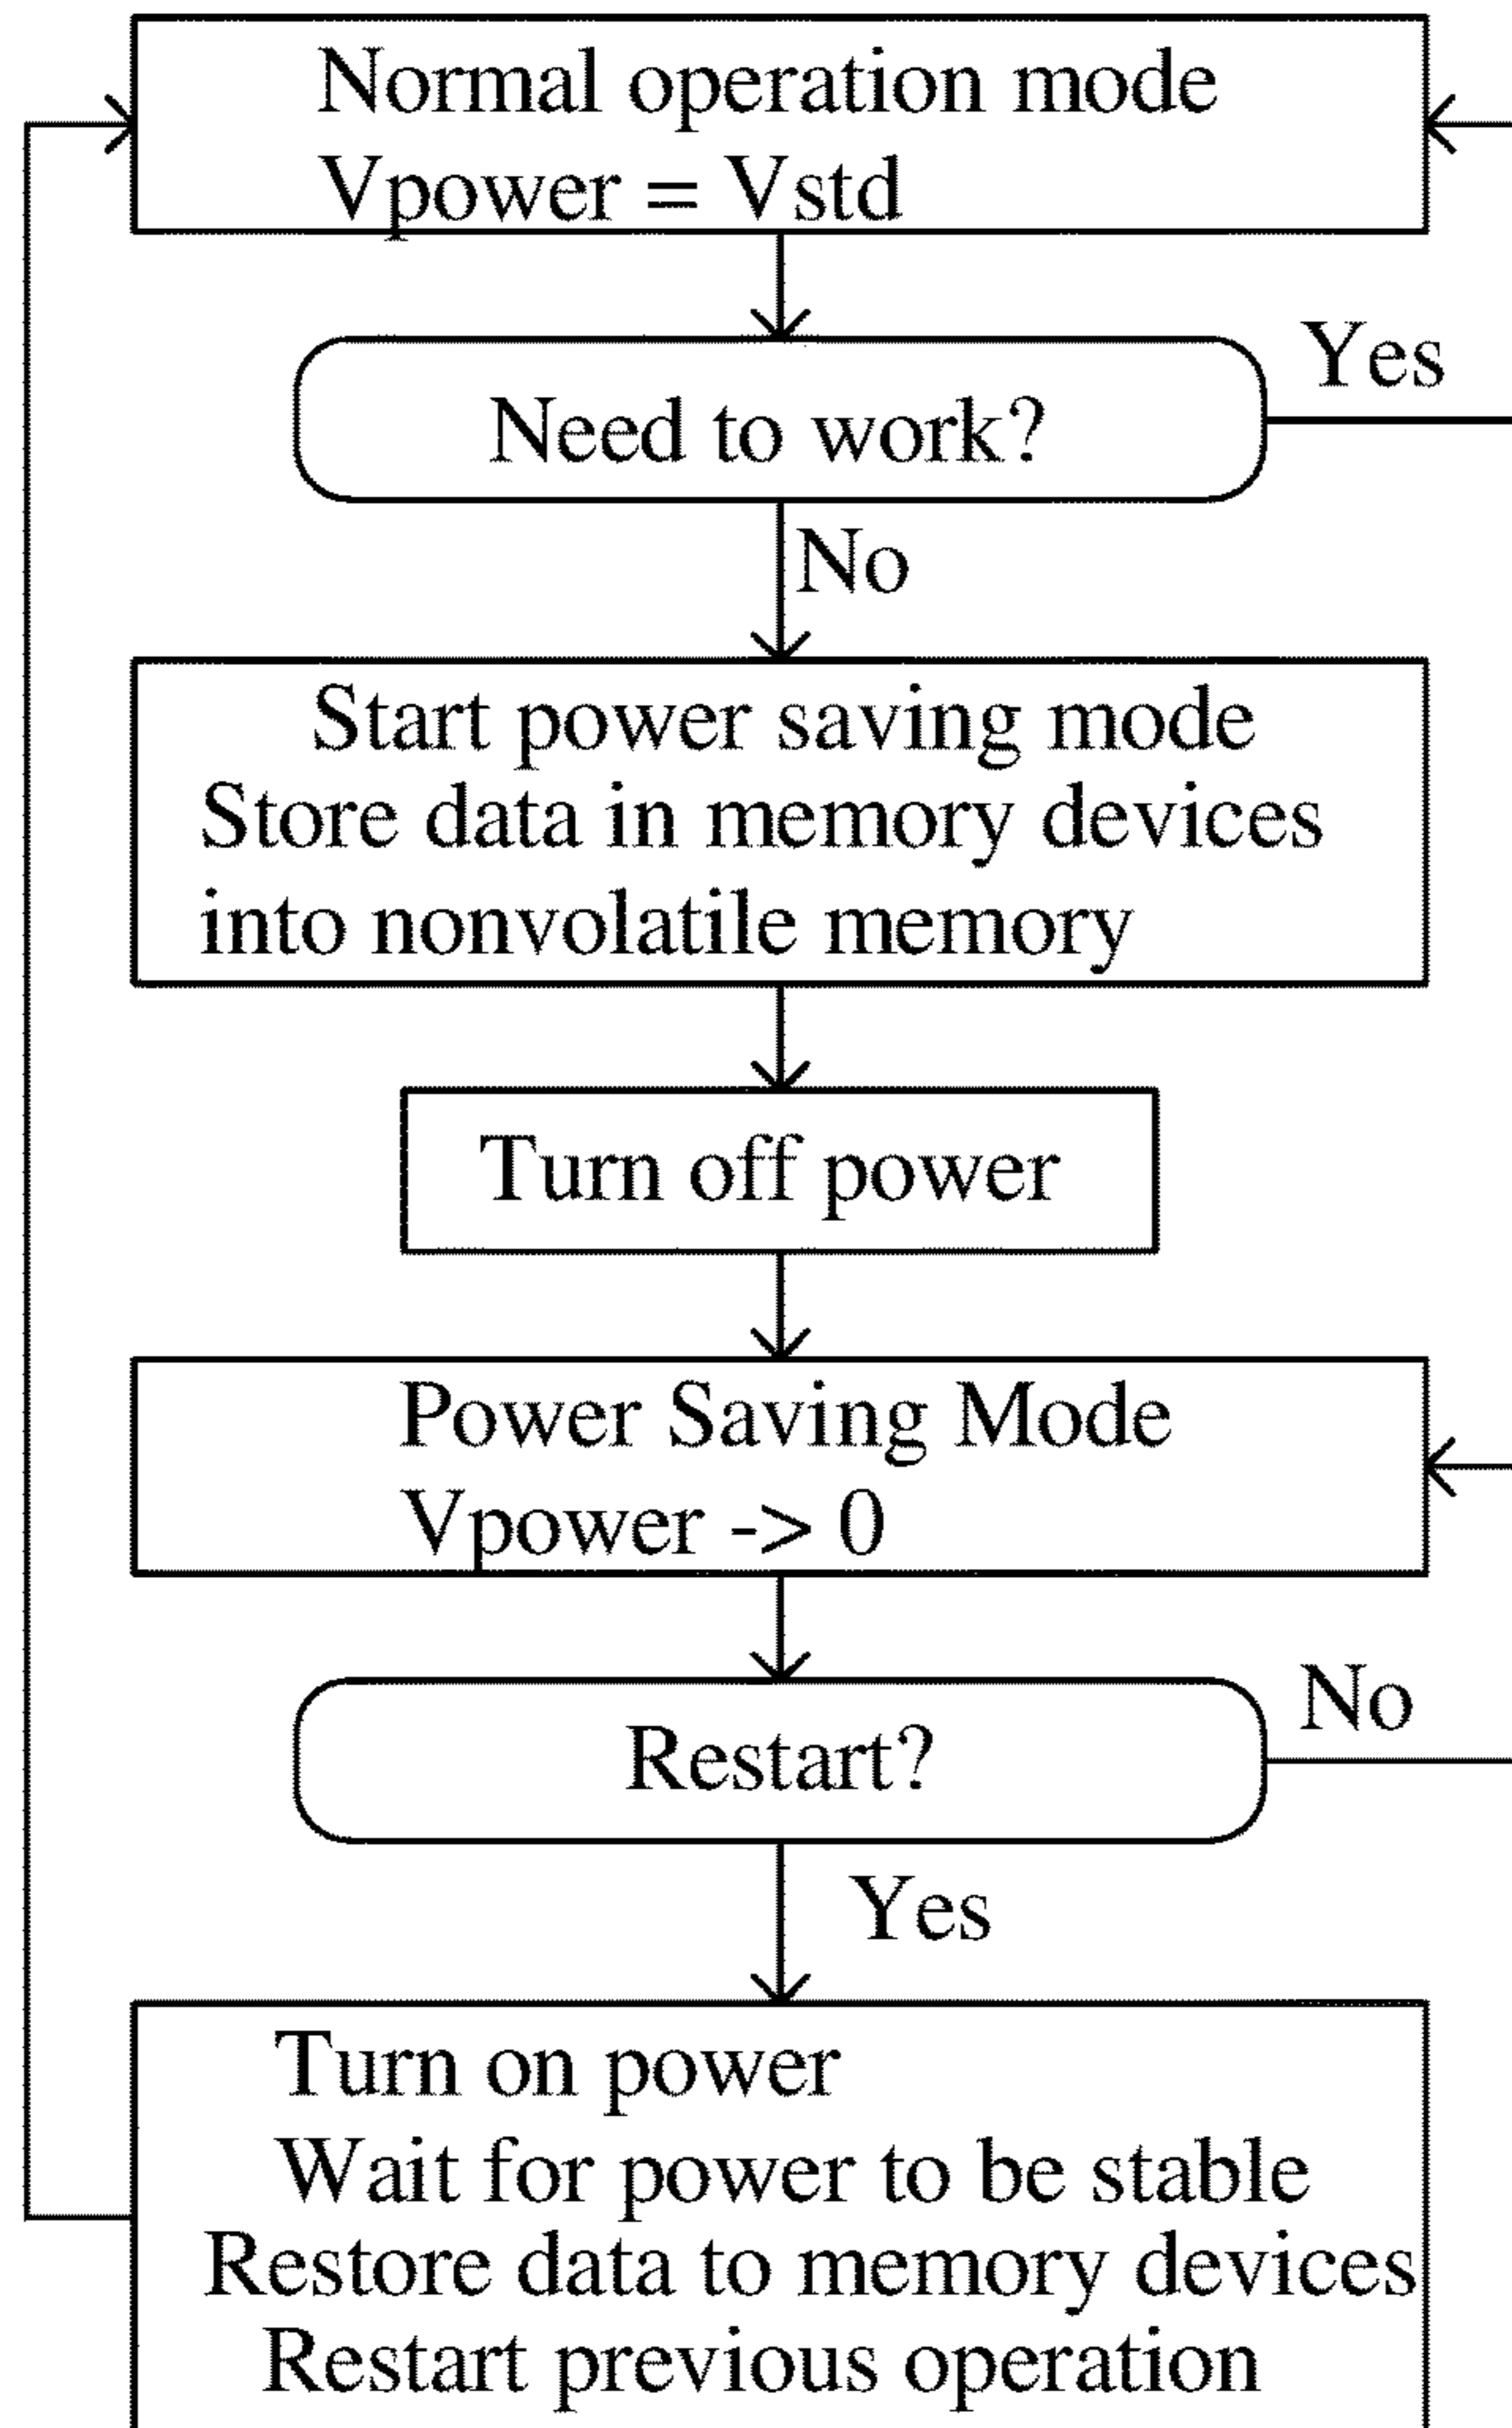 Normal operation mode
Vpower = Vstd
Need to work?
Yes
No
Start power saving mode
Store data in memory devices
into nonvolatile memory
Turn off power
Power Saving Mode
Vpower -> 0
Restart?
No
Yes
Turn on power
Wait for power to be stable
Restore data to memory devices
Restart previous operation